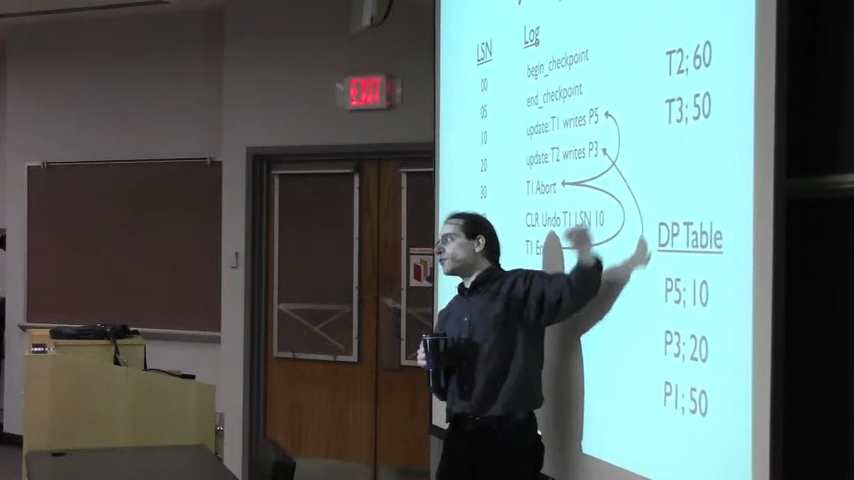 EXIT
LSN Log
00 begin_checkpoint
05 end_checkpoint
10 update: T1 writes P5
20 update: T2 writes P3
30 T1 Abort
CLR Undo T1 LSN 10
T1
T2; 60
T3; 50
DP Table
P5; 10
P3; 20
P1; 50